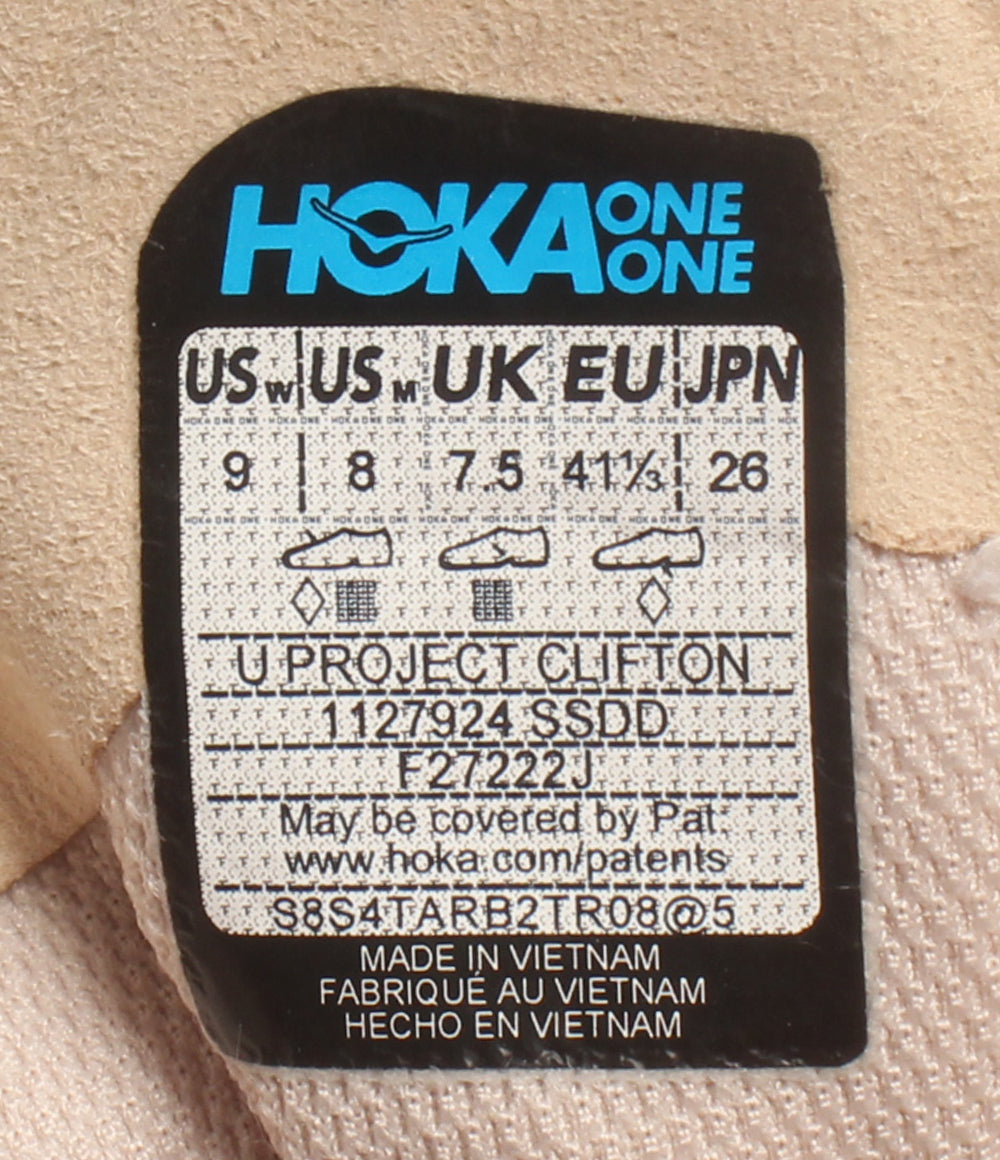 HOKA ONE ONE
US W US M UK EU JPN
9 8 7.5 41⅓ 26
U PROJECT CLIFTON
1127924 SSDD
F27222J
May be covered by Pat:
www.hoka.com/patents
S8S4TARB2TR08@5
MADE IN VIETNAM
FABRIQUÉ AU VIETNAM
HECHO EN VIETNAM